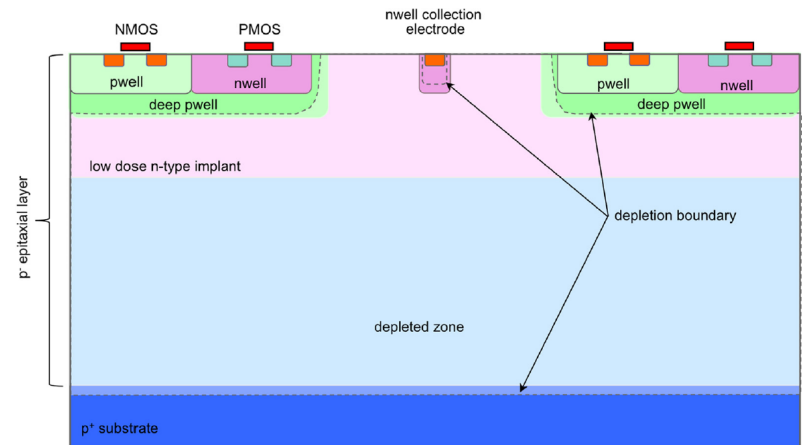 nwell collection
electrode
NMOS
PMOS
pwell
nwell
deep pwell
pwell
nwell
deep pwell
low dose n-type implant
depletion boundary
p- epitaxial layer
depleted zone
p+ substrate